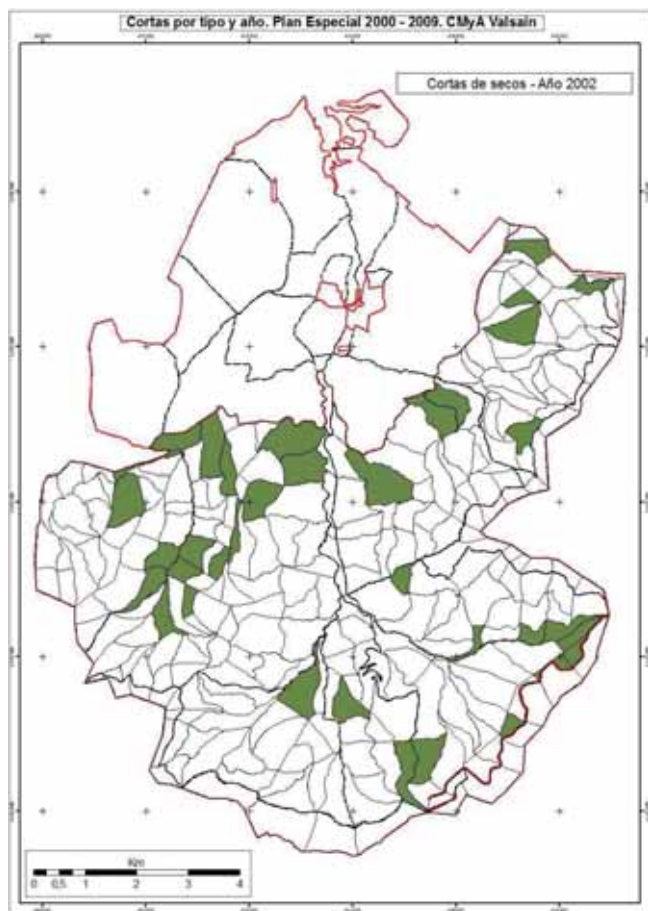 Cortas por tipo y año. Plan Especial 2000 - 2009. CMyA Valsain
Cortas de secos - Año 2002
Km
0 0,5 1 2 3 4